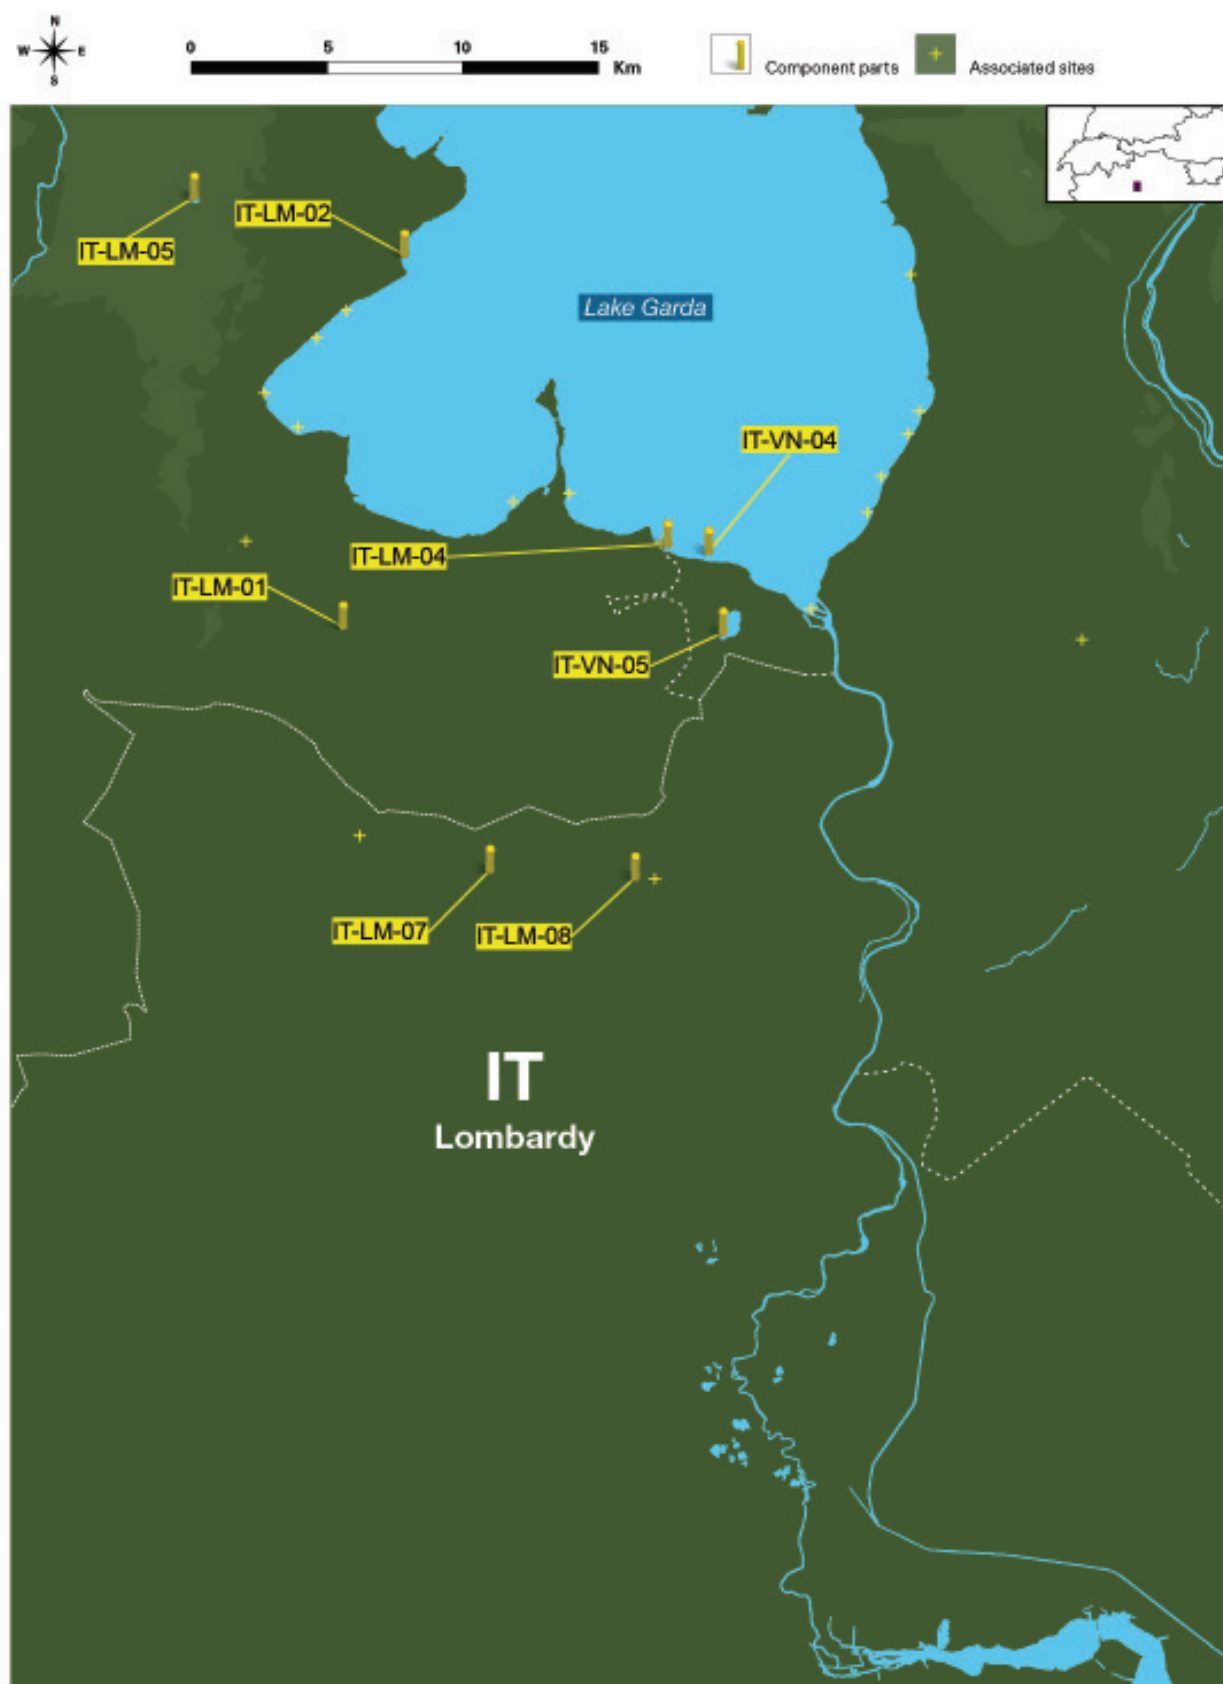 N
W E
S
0 5 10 15
Km
Component parts
Associated sites
IT-LM-02
IT-LM-05
Lake Garda
IT-VN-04
IT-LM-04
IT-LM-01
IT-VN-05
IT-LM-07
IT-LM-08
IT
Lombardy